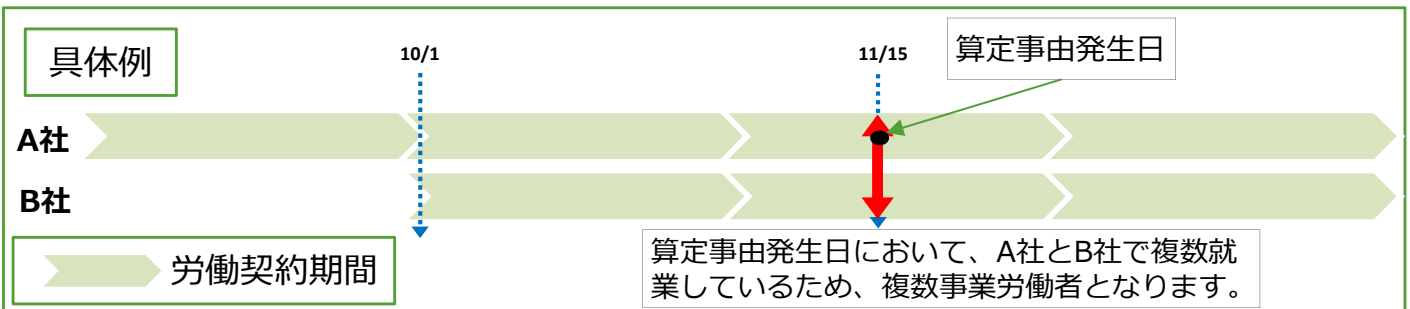 具体例
10/1
11/15
算定事由発生日
A社
B社
労働契約期間
算定事由発生日において、A社とB社で複数就
業しているため、複数事業労働者となります。